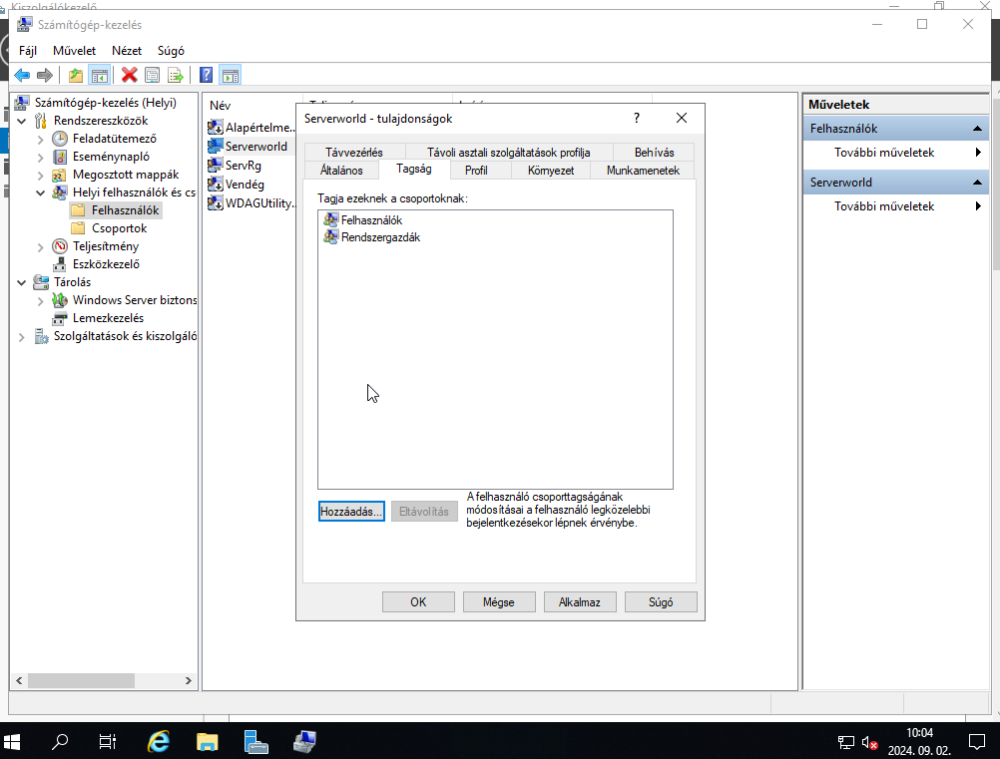 Kiszolgálókezelő
Számítógép-kezelés
Fájl Művelet Nézet Súgó
Számítógép-kezelés (Helyi)
Rendszereszközök
Feladatütemező
Eseménynapló
Megosztott mappák
Helyi felhasználók és cs
Felhasználók
Csoportok
Teljesítmény
Eszközkezelő
Tárolás
Windows Server biztons
Lemezkezelés
Szolgáltatások és kiszolgáló
Név
Alapértelme...
Serverworld
ServRg
Vendég
WDAGUtility...
Serverworld - tulajdonságok
?
Távvezérlés Távoli asztali szolgáltatások profilja Behívás
Általános Tagság Profil Környezet Munkamenetek
Tagja ezeknek a csoportoknak:
Felhasználók
Rendszergazdák
Hozzáadás... Eltávolítás
A felhasználó csoporttagságának
módosításai a felhasználó legközelebbi
bejelentkezésekor lépnek érvénybe.
OK Mégse Alkalmaz Súgó
Műveletek
Felhasználók
További műveletek
Serverworld
További műveletek
10:04
2024. 09. 02.